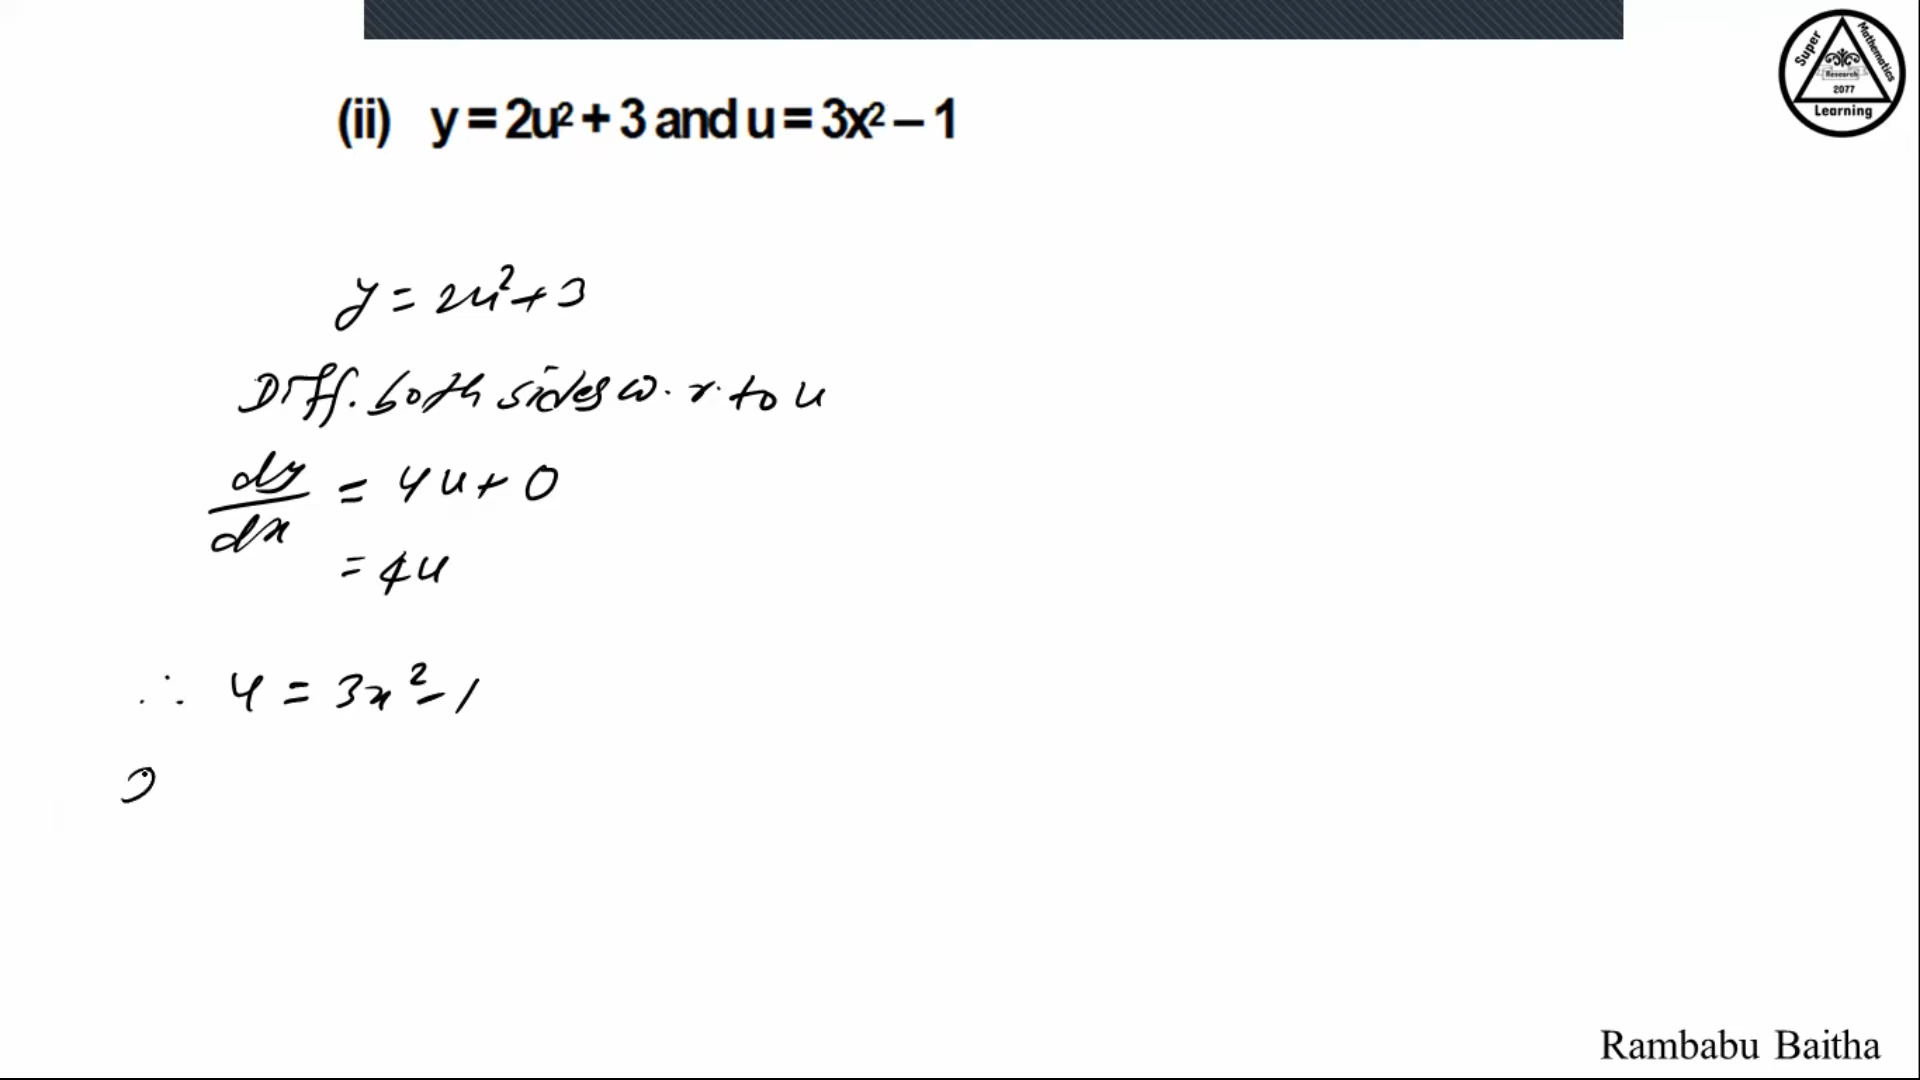 Super Mathematics
Research
2077
Learning
(ii) y = 2u² + 3 and u = 3x² – 1
y = 2u² + 3
Diff. both sides w. r. to u
dy/dx = 4u + 0
= 4u
∴ u = 3x² - 1
Rambabu Baitha